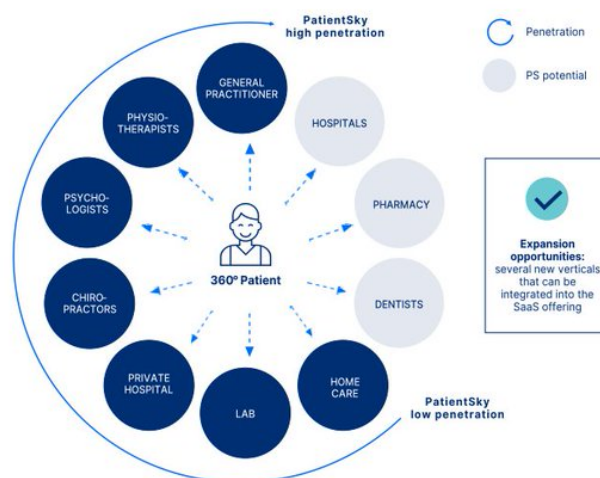 PatientSky
high penetration
Penetration
PS potential
GENERAL
PRACTITIONER
HOSPITALS
PHARMACY
DENTISTS
HOME
CARE
LAB
PRIVATE
HOSPITAL
CHIRO-
PRACTORS
PSYCHO-
LOGISTS
PHYSIO-
THERAPISTS
360° Patient
PatientSky
low penetration
Expansion
opportunities:
several new verticals
that can be
integrated into the
SaaS offering